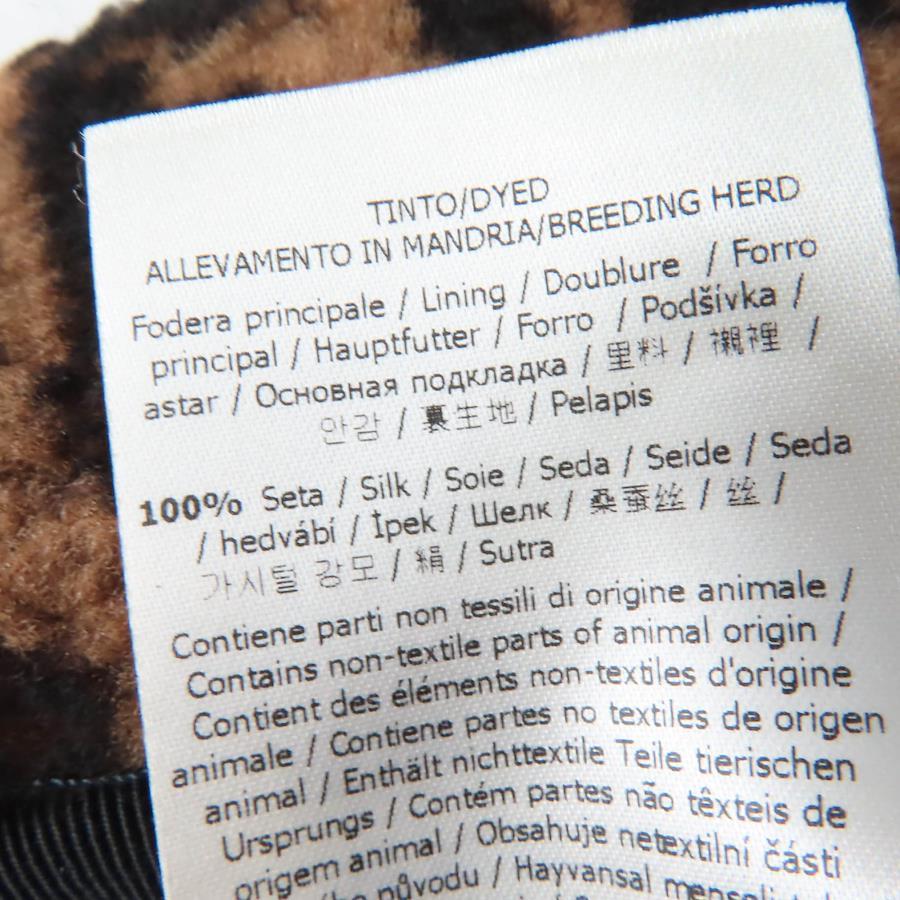 TINTO/DYED
ALLEVAMENTO IN MANDRIA/BREEDING HERD
Fodera principale / Lining / Doublure / Forro
principal / Hauptfutter / Forro / Podšívka /
astar / Основная подкладка / 里料 / 襯裡 /
안감 / 裏生地 / Pelapis
100% Seta / Silk / Soie / Seda / Seide / Seda
/ hedvábí / İpek / Шелк / 桑蚕丝 / 丝 /
가시털 강모 / 絹 / Sutra
Contiene parti non tessili di origine animale /
Contains non-textile parts of animal origin /
Contient des éléments non-textiles d'origine
animale / Contiene partes no textiles de origen
animal / Enthält nichttextile Teile tierischen
Ursprungs / Contém partes não têxteis de
origem animal / Obsahuje netextilní části
původu / Hayvansal